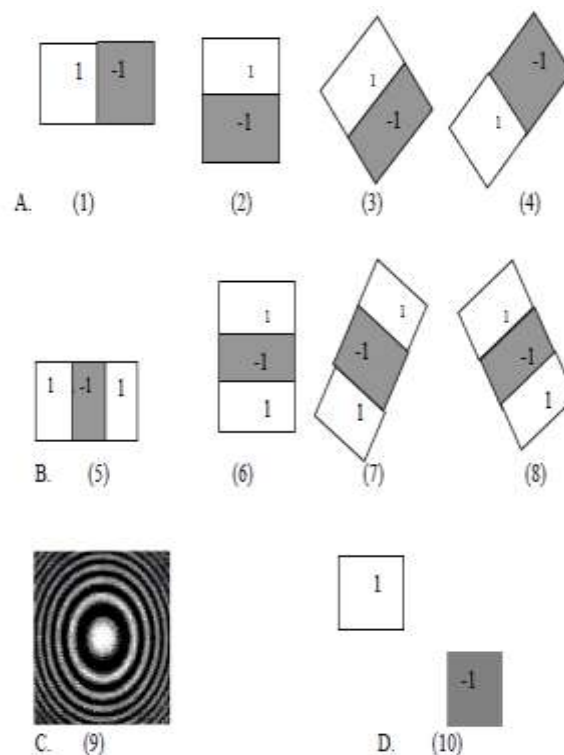 1 -1 1 -1 1 -1 1 -1
A. (1) (2) (3) (4)
1 -1 1 1 -1 1 1 -1 1 1 -1 1
B. (5) (6) (7) (8)
1 -1
C. (9) D. (10)